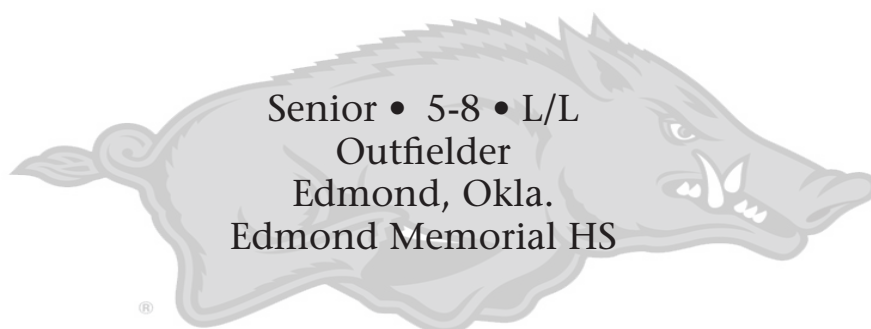 Senior • 5-8 • L/L
Outfielder
Edmond, Okla.
Edmond Memorial HS
®